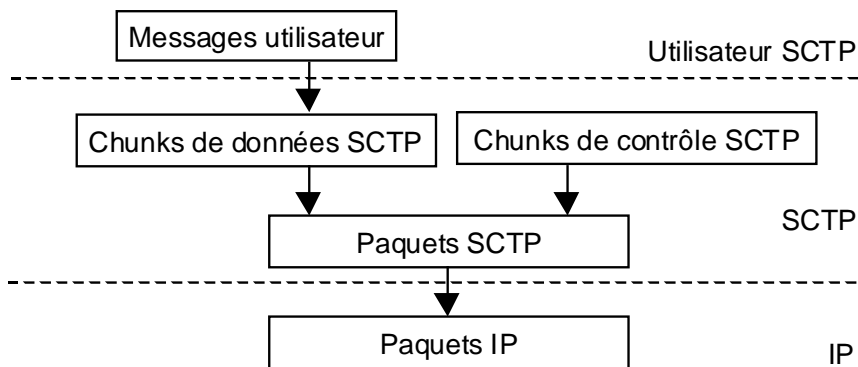 Messages utilisateur
Utilisateur SCTP
Chunks de données SCTP
Chunks de contrôle SCTP
SCTP
Paquets SCTP
Paquets IP
IP